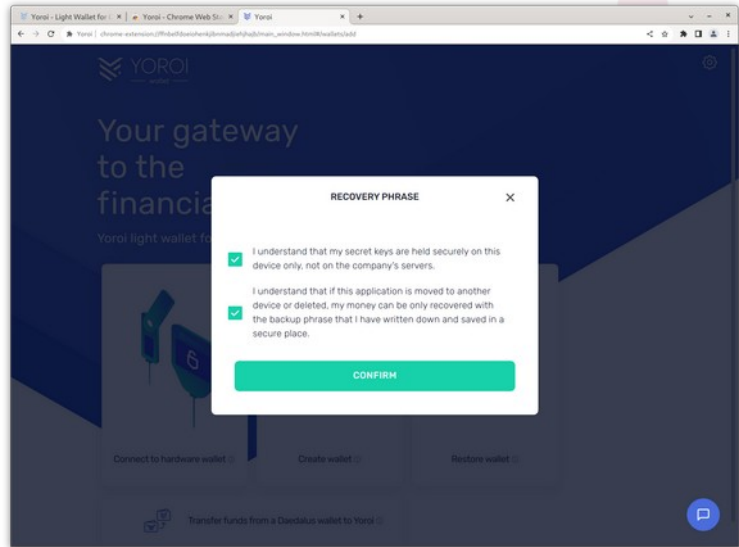 Yoroi - Light Wallet for
Yoroi - Chrome Web Sto
Yoroi
Yoroi
YOROI
wallet
Your gateway
to the
financia
Yoroi light wallet fo
RECOVERY PHRASE
I understand that my secret keys are held securely on this
device only, not on the company's servers.
I understand that if this application is moved to another
device or deleted, my money can be only recovered with
the backup phrase that I have written down and saved in a
secure place.
CONFIRM
Connect to hardware wallet
Create wallet
Restore wallet
Transfer funds from a Daedalus wallet to Yoroi